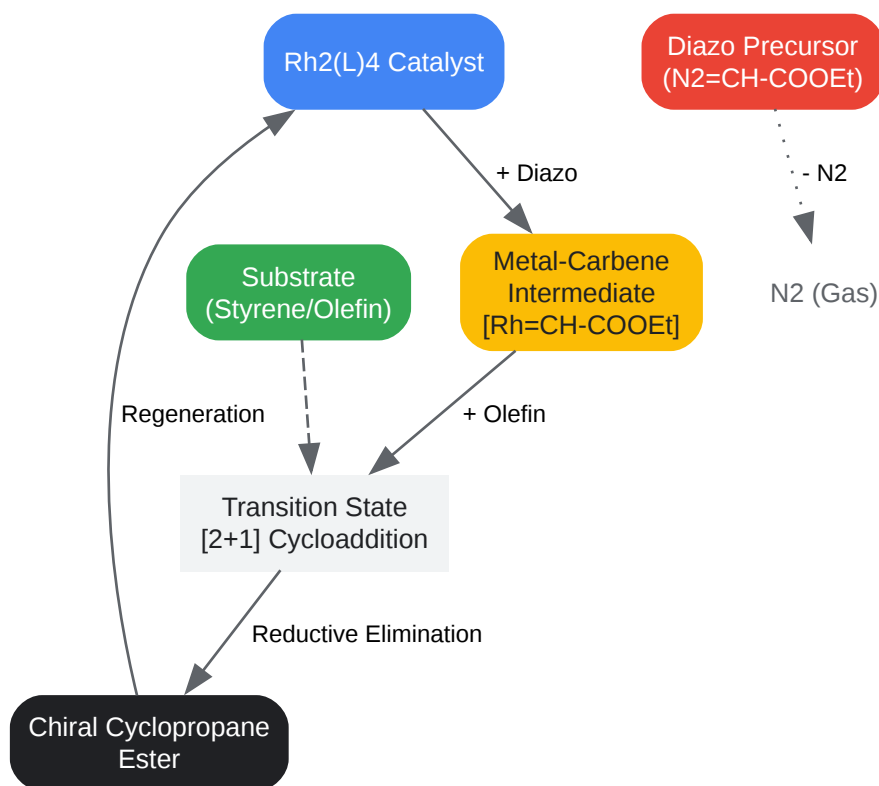 Rh2(L)4 Catalyst
Diazo Precursor
(N2=CH-COOEt)
+ Diazo
- N2
Substrate
(Styrene/Olefin)
Metal-Carbene
Intermediate
[Rh=CH-COOEt]
N2 (Gas)
Regeneration
+ Olefin
Transition State
[2+1] Cycloaddition
Reductive Elimination
Chiral Cyclopropane
Ester